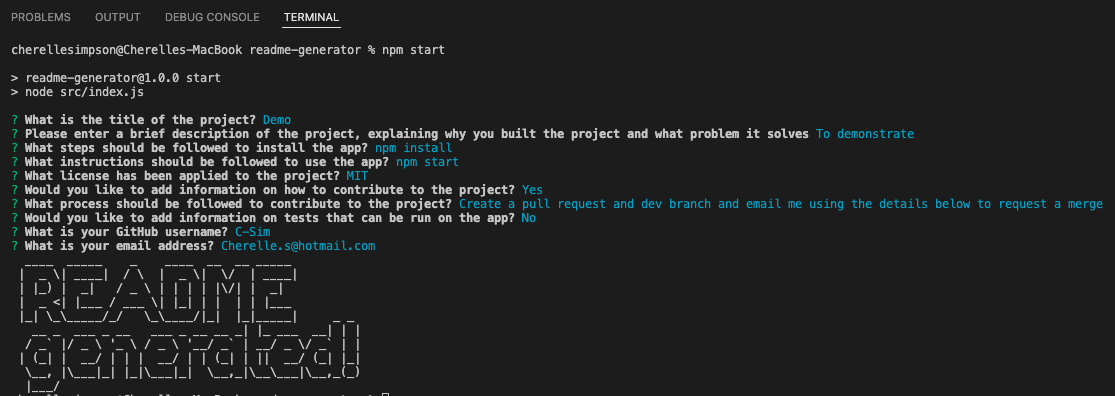 PROBLEMS OUTPUT DEBUG CONSOLE TERMINAL
cherellesimpson@Cherelles-MacBook readme-generator % npm start
> readme-generator@1.0.0 start
> node src/index.js
? What is the title of the project? Demo
? Please enter a brief description of the project, explaining why you built the project and what problem it solves To demonstrate
? What steps should be followed to install the app? npm install
? What instructions should be followed to use the app? npm start
? What license has been applied to the project? MIT
? Would you like to add information on how to contribute to the project? Yes
? What process should be followed to contribute to the project? Create a pull request and dev branch and email me using the details below to request a merge
? Would you like to add information on tests that can be run on the app? No
? What is your GitHub username? C-Sim
? What is your email address? Cherelle.s@hotmail.com
README
generated!